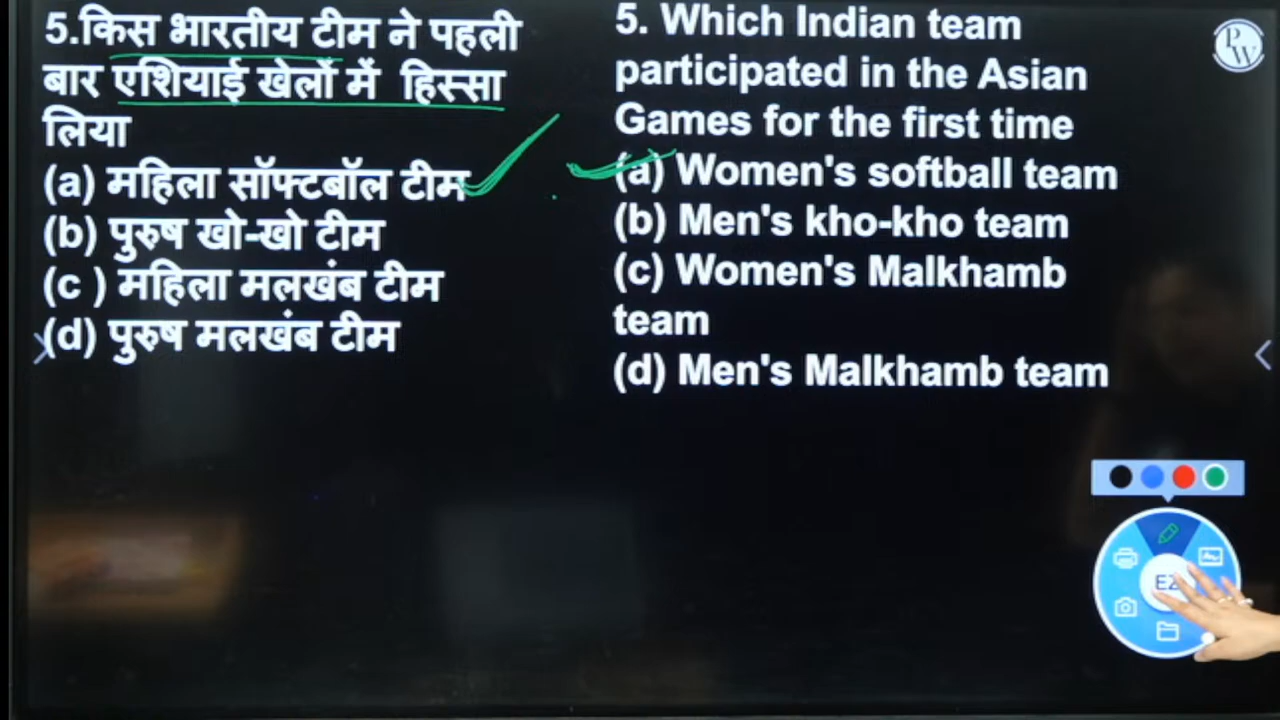 5.किस भारतीय टीम ने पहली
बार एशियाई खेलों में हिस्सा
लिया
(a) महिला सॉफ्टबॉल टीम
(b) पुरुष खो-खो टीम
(c ) महिला मलखंब टीम
(d) पुरुष मलखंब टीम
5. Which Indian team
participated in the Asian
Games for the first time
(a) Women's softball team
(b) Men's kho-kho team
(c) Women's Malkhamb
team
(d) Men's Malkhamb team
PW